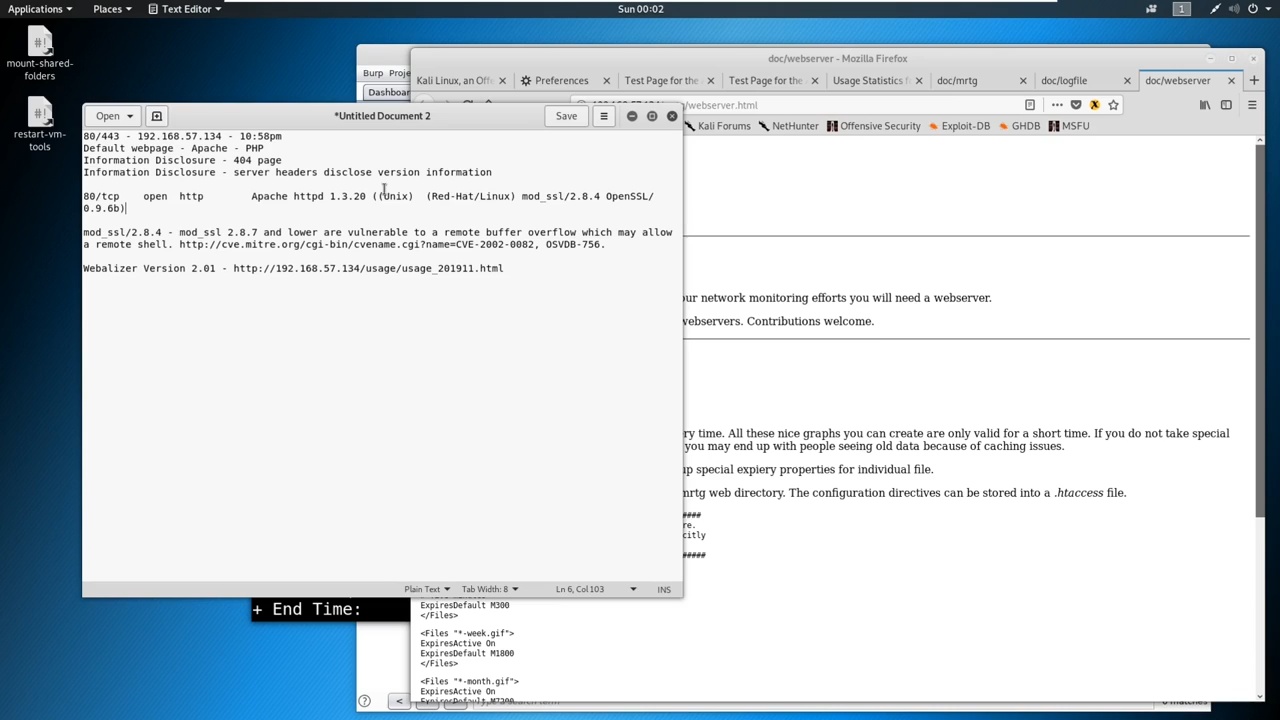 Applications ▾ Places ▾ Text Editor ▾ Sun 00:02 1
mount-shared-folders
restart-vm-tools
Burp Proje
Dashboard
doc/webserver - Mozilla Firefox
Kali Linux, an Offe Preferences Test Page for the Test Page for the Usage Statistics f doc/mrtg doc/logfile doc/webserver
/webserver.html
Kali Forums NetHunter Offensive Security Exploit-DB GHDB MSFU
Open *Untitled Document 2 Save
80/443 - 192.168.57.134 - 10:58pm
Default webpage - Apache - PHP
Information Disclosure - 404 page
Information Disclosure - server headers disclose version information
80/tcp open http Apache httpd 1.3.20 ((Unix) (Red-Hat/Linux) mod_ssl/2.8.4 OpenSSL/
0.9.6b)
mod_ssl/2.8.4 - mod_ssl 2.8.7 and lower are vulnerable to a remote buffer overflow which may allow
a remote shell. http://cve.mitre.org/cgi-bin/cvename.cgi?name=CVE-2002-0082, OSVDB-756.
Webalizer Version 2.01 - http://192.168.57.134/usage/usage_201911.html
Plain Text Tab Width: 8 Ln 6, Col 103 INS
+ End Time:
ur network monitoring efforts you will need a webserver.
webservers. Contributions welcome.
ry time. All these nice graphs you can create are only valid for a short time. If you do not take special
you may end up with people seeing old data because of caching issues.
up special expiery properties for individual file.
mrtg web directory. The configuration directives can be stored into a .htaccess file.
####
re.
citly
#####
ExpiresDefault M300
</Files>
<Files "*-week.gif">
ExpiresActive On
ExpiresDefault M1800
</Files>
<Files "*-month.gif">
ExpiresActive On
? < 0 matches